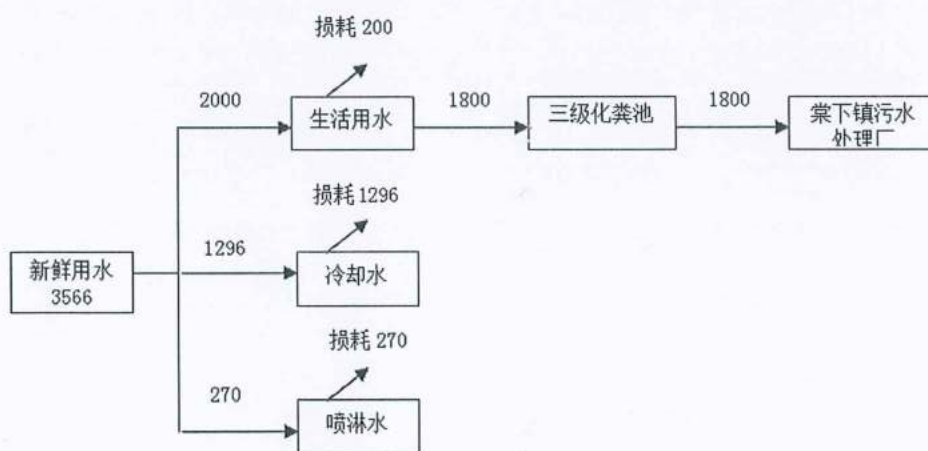 损耗 200
2000
生活用水
1800
三级化粪池
1800
棠下镇污水
处理厂
损耗 1296
1296
冷却水
新鲜用水
3566
损耗 270
270
喷淋水